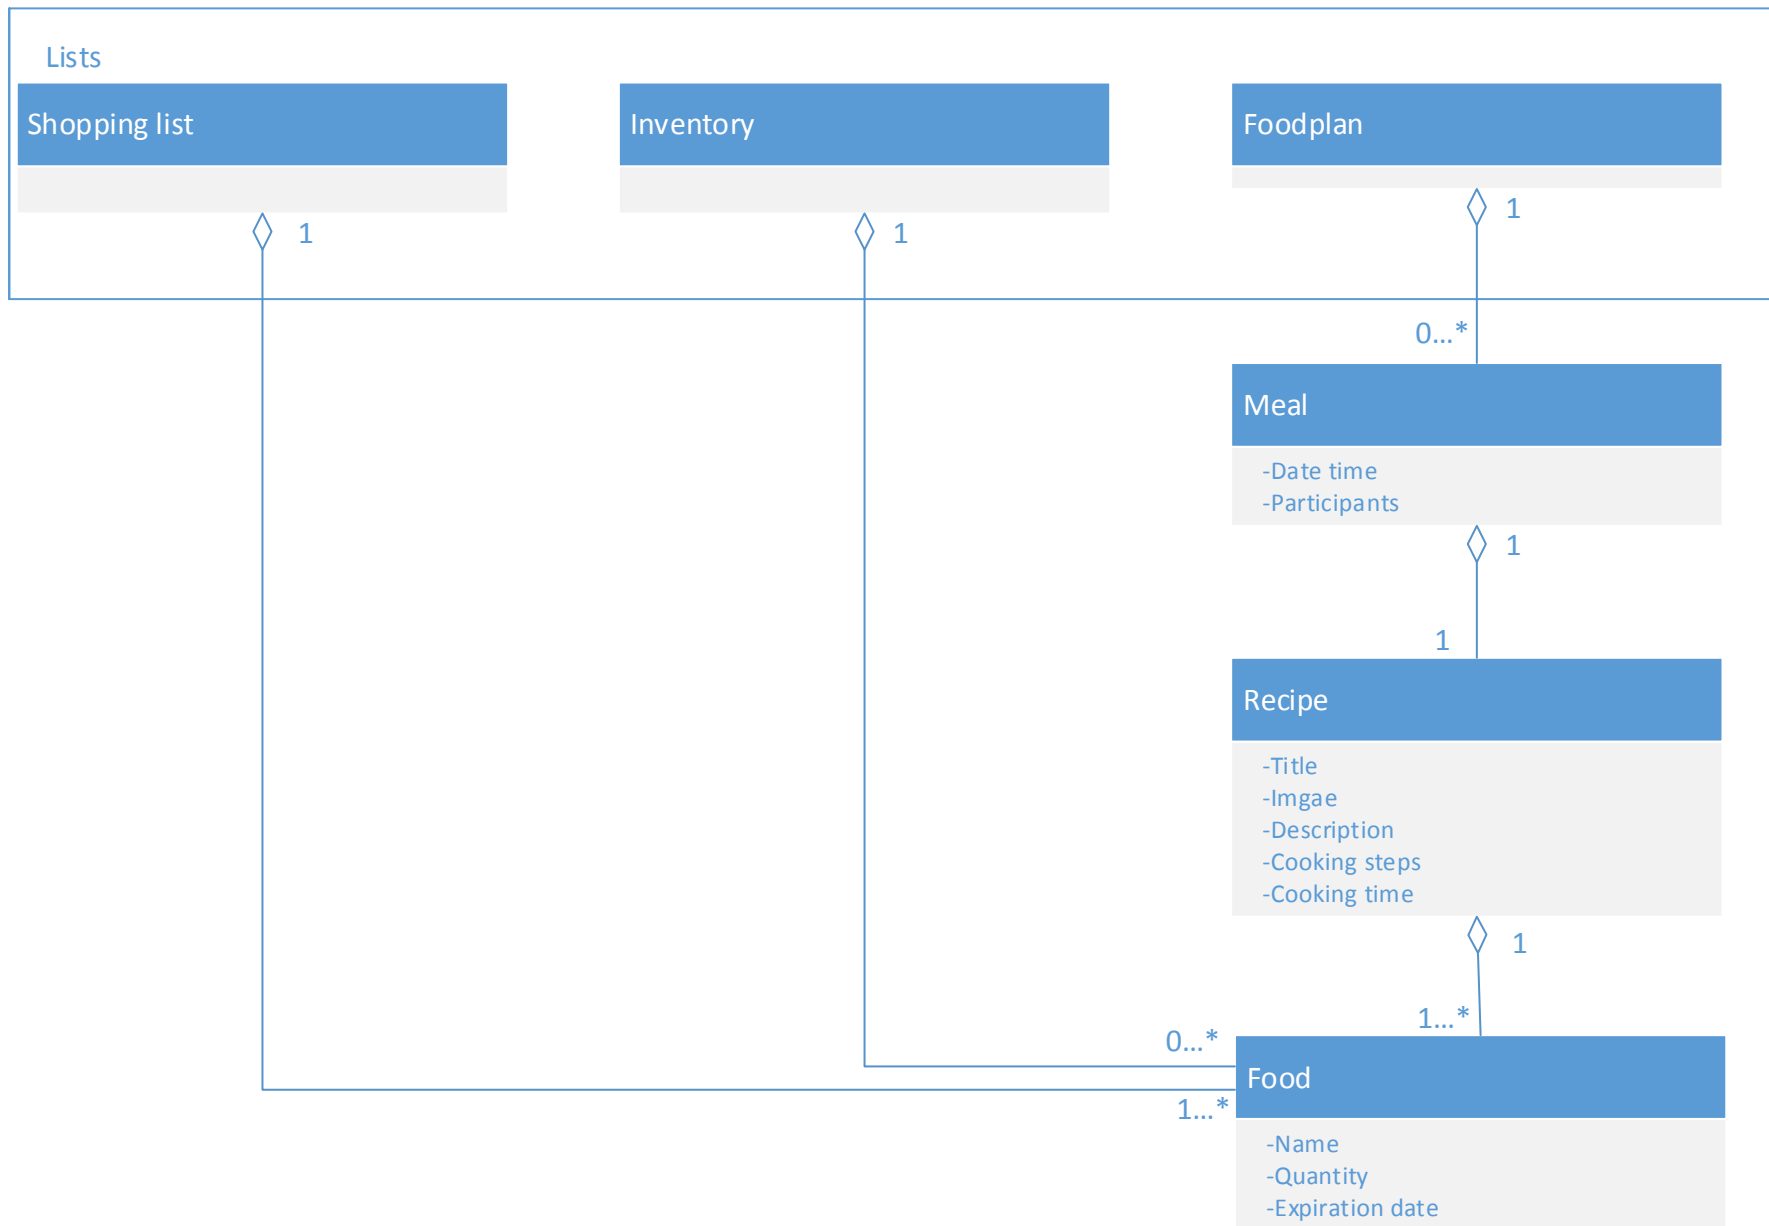 Lists
Shopping list
Inventory
Foodplan
1
1
1
0...*
Meal
-Date time
-Participants
1
1
Recipe
-Title
-Imgae
-Description
-Cooking steps
-Cooking time
1
1...*
0...*
Food
1...*
-Name
-Quantity
-Expiration date